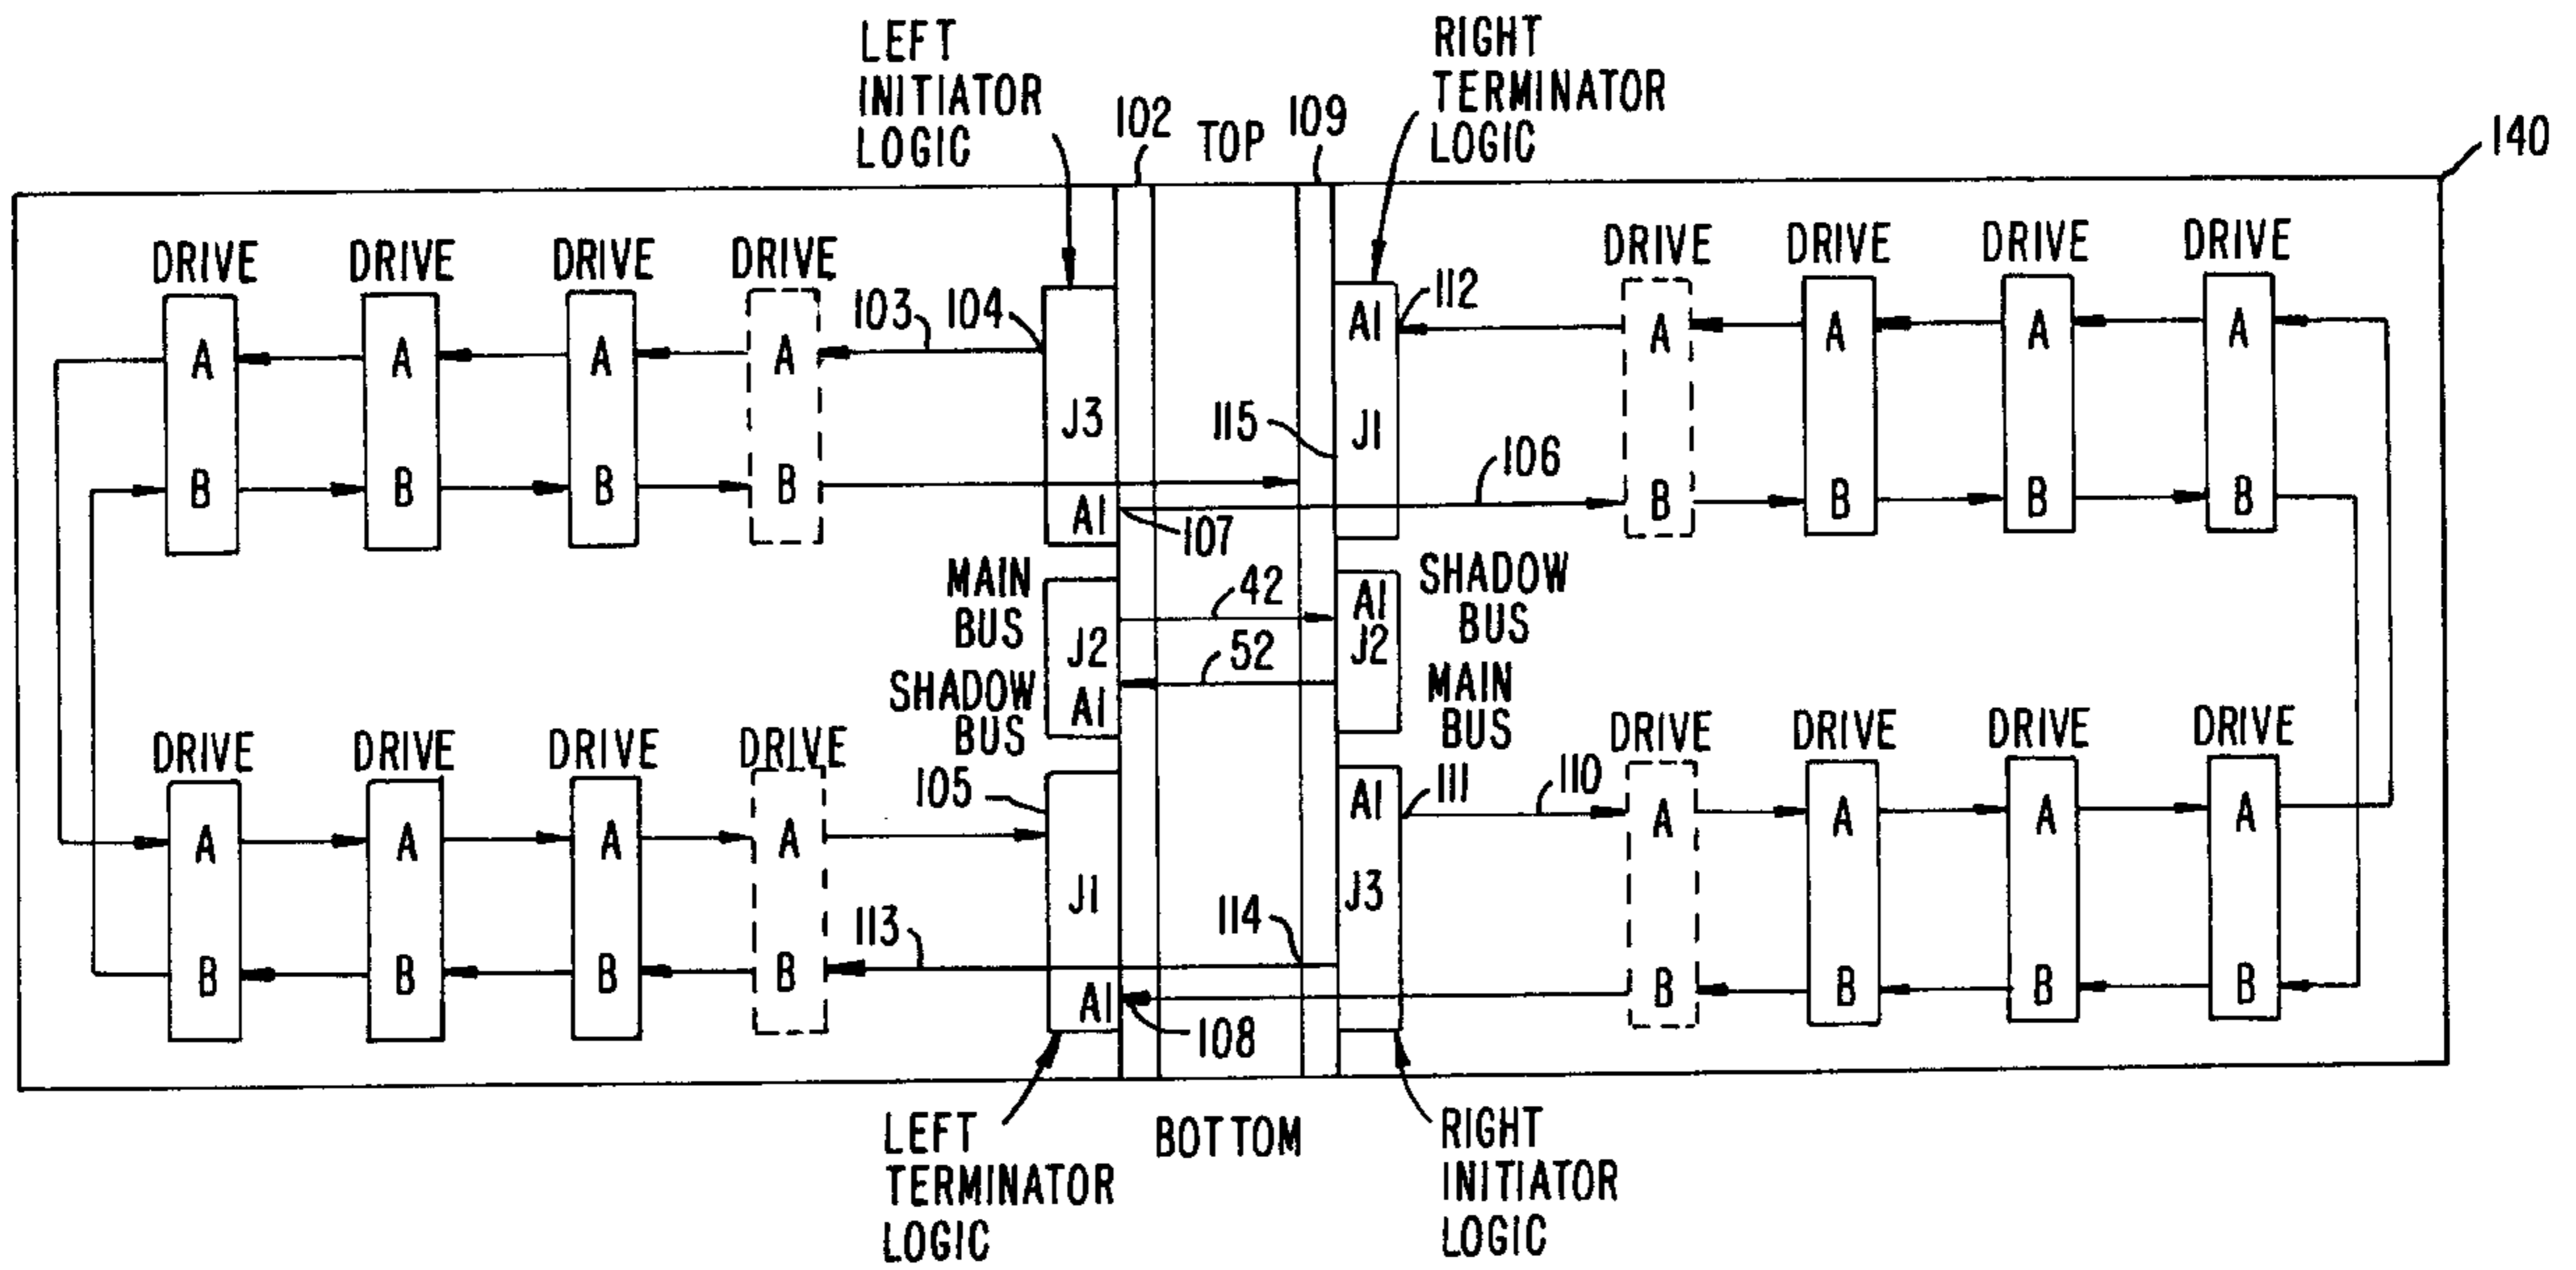 LEFT
INITIATOR
LOGIC
RIGHT
TERMINATOR
LOGIC
102
TOP
109
140
DRIVE
DRIVE
DRIVE
DRIVE
DRIVE
DRIVE
DRIVE
DRIVE
A
A
A
A
103
104
A1
112
A
A
A
A
J3
115
J1
106
B
B
B
B
A1
107
B
B
B
B
MAIN
BUS
J2
A1
SHADOW
BUS
42
52
A1
J2
SHADOW
BUS
MAIN
BUS
DRIVE
DRIVE
DRIVE
DRIVE
DRIVE
DRIVE
DRIVE
DRIVE
105
A1
111
110
A
A
A
A
A
A
A
A
J1
J3
113
114
B
B
B
B
A1
108
B
B
B
B
LEFT
TERMINATOR
LOGIC
BOTTOM
RIGHT
INITIATOR
LOGIC